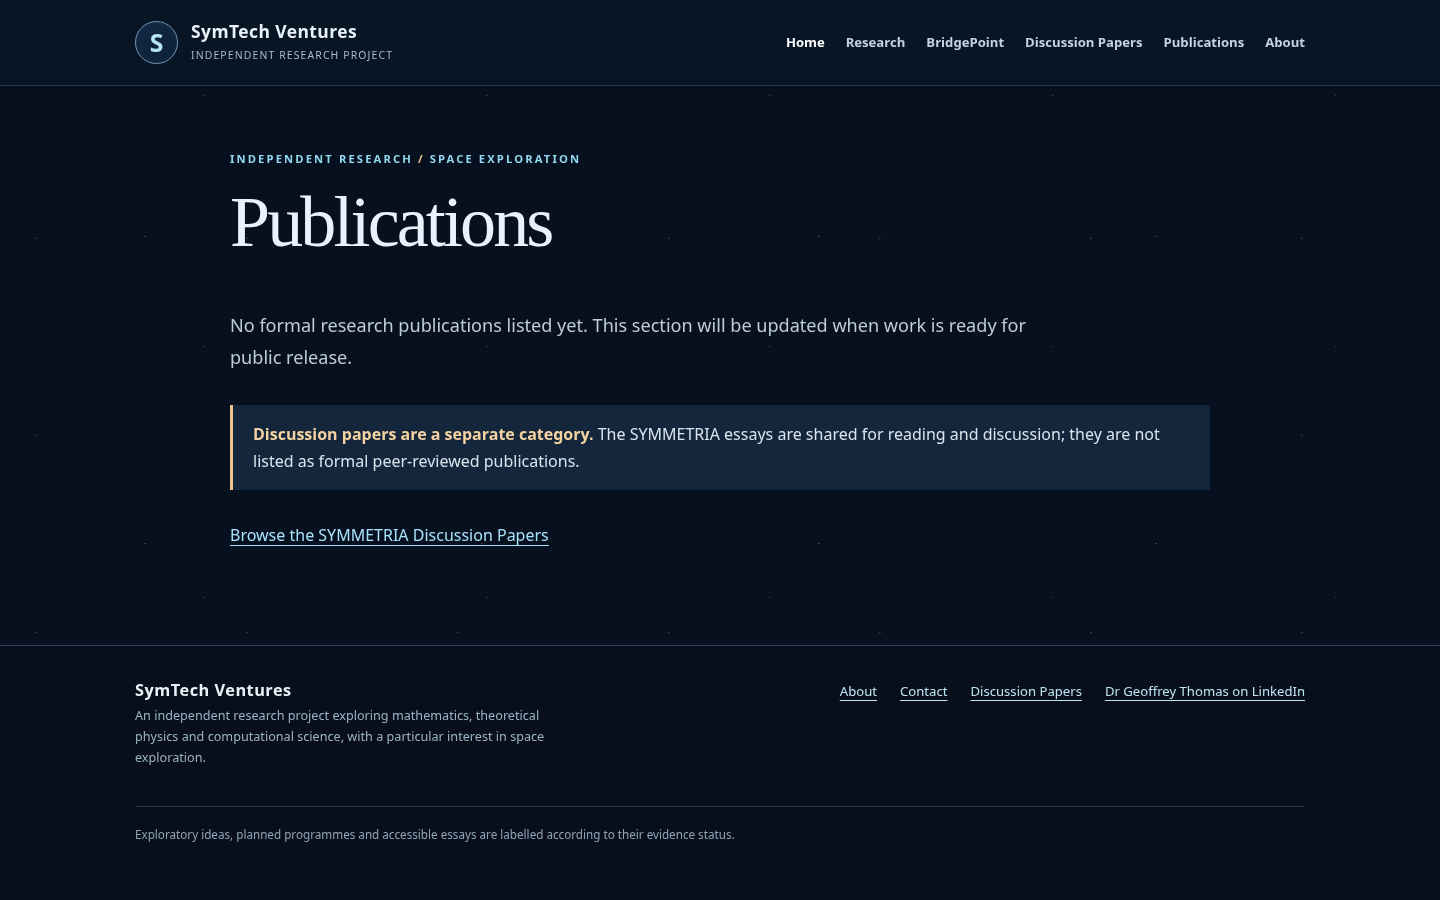 S
SymTech Ventures
INDEPENDENT RESEARCH PROJECT
Home Research BridgePoint Discussion Papers Publications About
INDEPENDENT RESEARCH / SPACE EXPLORATION
Publications
No formal research publications listed yet. This section will be updated when work is ready for
public release.
Discussion papers are a separate category. The SYMMETRIA essays are shared for reading and discussion; they are not
listed as formal peer-reviewed publications.
Browse the SYMMETRIA Discussion Papers
SymTech Ventures
An independent research project exploring mathematics, theoretical
physics and computational science, with a particular interest in space
exploration.
About Contact Discussion Papers Dr Geoffrey Thomas on LinkedIn
Exploratory ideas, planned programmes and accessible essays are labelled according to their evidence status.